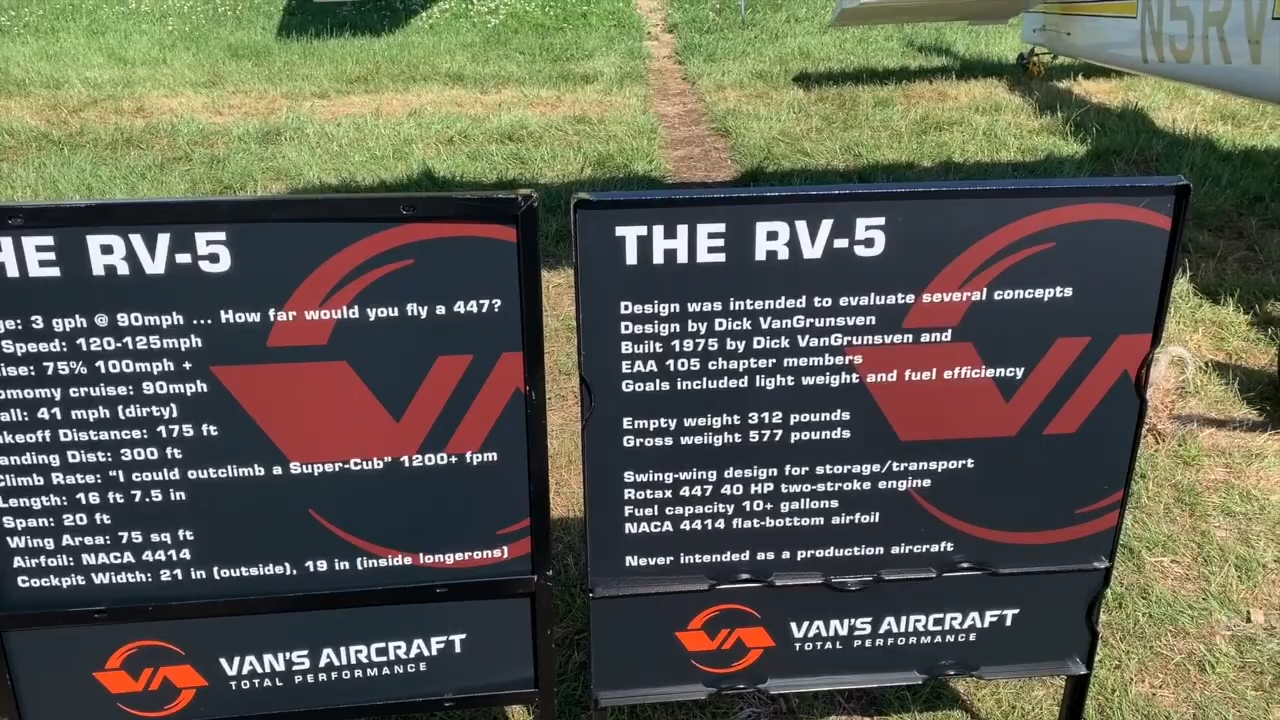 N5RV
HE RV-5
ge: 3 gph @ 90mph ... How far would you fly a 447?
Speed: 120-125mph
ise: 75% 100mph +
omomy cruise: 90mph
all: 41 mph (dirty)
keoff Distance: 175 ft
anding Dist: 300 ft
Climb Rate: "I could outclimb a Super-Cub" 1200+ fpm
Length: 16 ft 7.5 in
Span: 20 ft
Wing Area: 75 sq ft
Airfoil: NACA 4414
Cockpit Width: 21 in (outside), 19 in (inside longerons)
VAN'S AIRCRAFT
TOTAL PERFORMANCE
THE RV-5
Design was intended to evaluate several concepts
Design by Dick VanGrunsven
Built 1975 by Dick VanGrunsven and
EAA 105 chapter members
Goals included light weight and fuel efficiency
Empty weight 312 pounds
Gross weiight 577 pounds
Swing-wing design for storage/transport
Rotax 447 40 HP two-stroke engine
Fuel capacity 10+ gallons
NACA 4414 flat-bottom airfoil
Never intended as a production aircraft
VAN'S AIRCRAFT
TOTAL PERFORMANCE